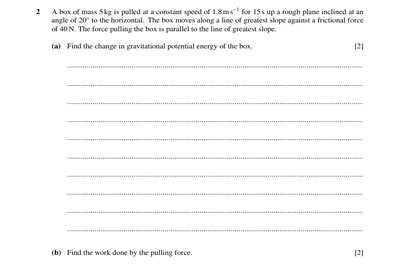 2 A box of mass 5 kg is pulled at a constant speed of 1.8 m s⁻¹ for 15 s up a rough plane inclined at an
angle of 20° to the horizontal. The box moves along a line of greatest slope against a frictional force
of 40 N. The force pulling the box is parallel to the line of greatest slope.
(a) Find the change in gravitational potential energy of the box. [2]
(b) Find the work done by the pulling force. [2]